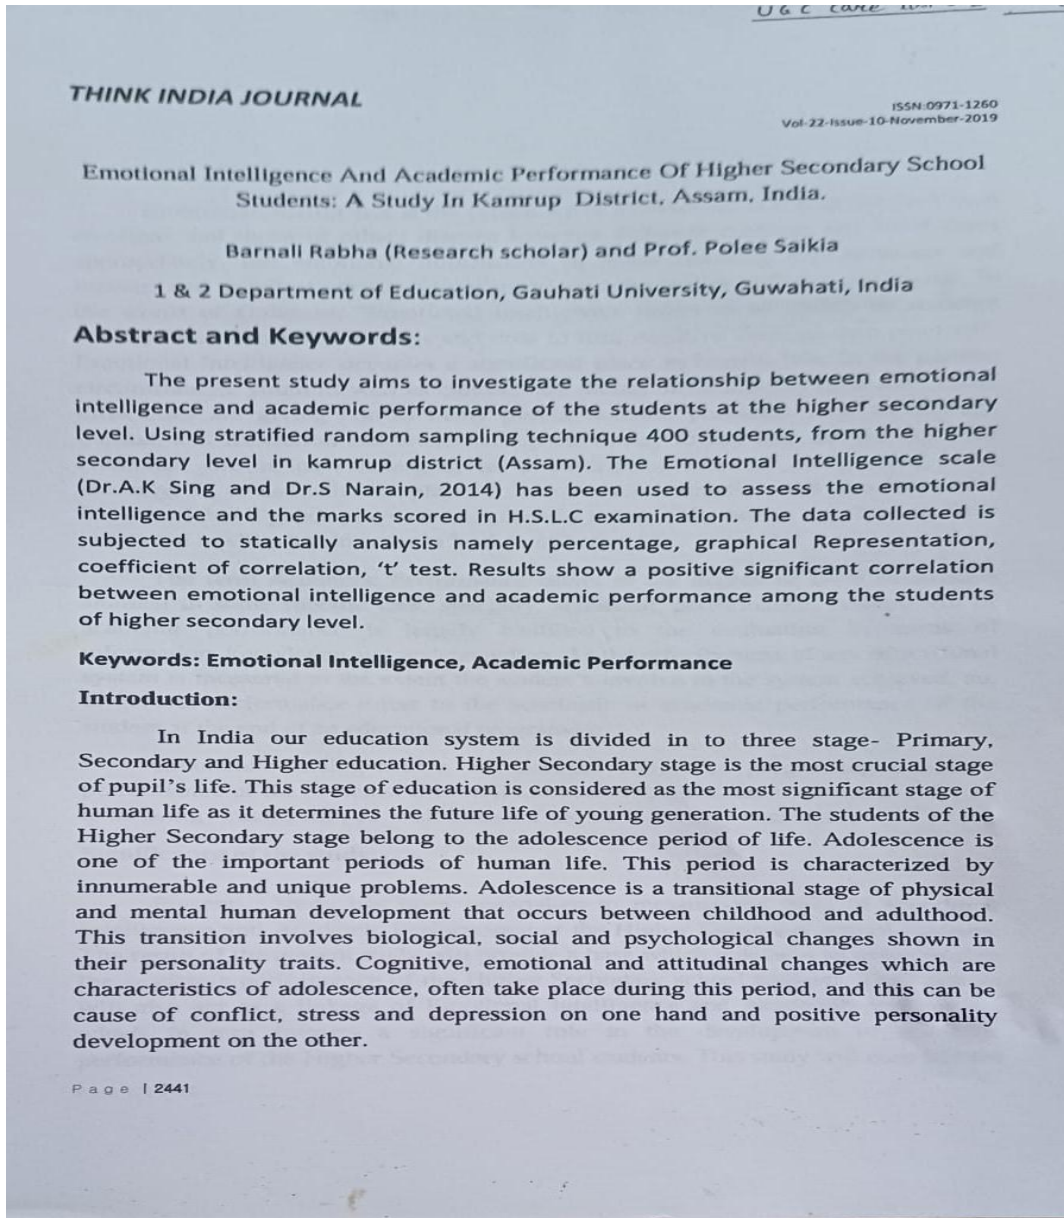 UGC Care
THINK INDIA JOURNAL
ISSN:0971-1260
Vol-22-Issue-10-November-2019
Emotional Intelligence And Academic Performance Of Higher Secondary School
Students: A Study In Kamrup District, Assam, India.
Barnali Rabha (Research scholar) and Prof. Polee Saikia
1 & 2 Department of Education, Gauhati University, Guwahati, India
Abstract and Keywords:
The present study aims to investigate the relationship between emotional
intelligence and academic performance of the students at the higher secondary
level. Using stratified random sampling technique 400 students, from the higher
secondary level in kamrup district (Assam). The Emotional Intelligence scale
(Dr.A.K Sing and Dr.S Narain, 2014) has been used to assess the emotional
intelligence and the marks scored in H.S.L.C examination. The data collected is
subjected to statically analysis namely percentage, graphical Representation,
coefficient of correlation, ‘t’ test. Results show a positive significant correlation
between emotional intelligence and academic performance among the students
of higher secondary level.
Keywords: Emotional Intelligence, Academic Performance
Introduction:
In India our education system is divided in to three stage- Primary,
Secondary and Higher education. Higher Secondary stage is the most crucial stage
of pupil’s life. This stage of education is considered as the most significant stage of
human life as it determines the future life of young generation. The students of the
Higher Secondary stage belong to the adolescence period of life. Adolescence is
one of the important periods of human life. This period is characterized by
innumerable and unique problems. Adolescence is a transitional stage of physical
and mental human development that occurs between childhood and adulthood.
This transition involves biological, social and psychological changes shown in
their personality traits. Cognitive, emotional and attitudinal changes which are
characteristics of adolescence, often take place during this period, and this can be
cause of conflict, stress and depression on one hand and positive personality
development on the other.
Page | 2441